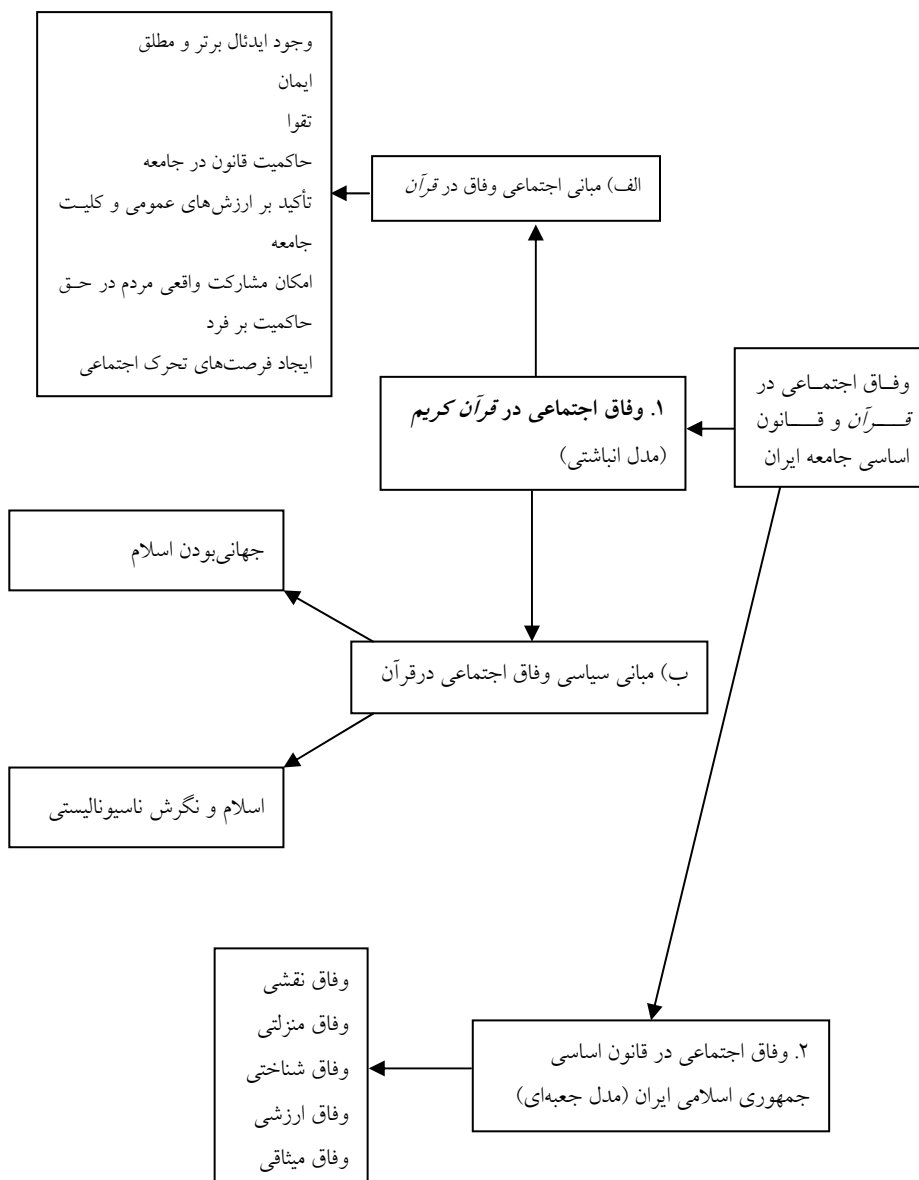 وجود ایدئال برتر و مطلق
ایمان
تقوا
حاکمیت قانون در جامعه
تأکید بر ارزش‌های عمومی و کلیت
جامعه
امکان مشارکت واقعی مردم در حق
حاکمیت بر فرد
ایجاد فرصت‌های تحرک اجتماعی
الف) مبانی اجتماعی وفاق در قرآن
وفاق اجتماعی در
قرآن و قانون
اساسی جامعه ایران
۱. وفاق اجتماعی در قرآن کریم
(مدل انباشتی)
جهانی‌بودن اسلام
ب) مبانی سیاسی وفاق اجتماعی درقرآن
اسلام و نگرش ناسیونالیستی
۲. وفاق اجتماعی در قانون اساسی
جمهوری اسلامی ایران (مدل جعبه‌ای)
وفاق نقشی
وفاق منزلتی
وفاق شناختی
وفاق ارزشی
وفاق میثاقی